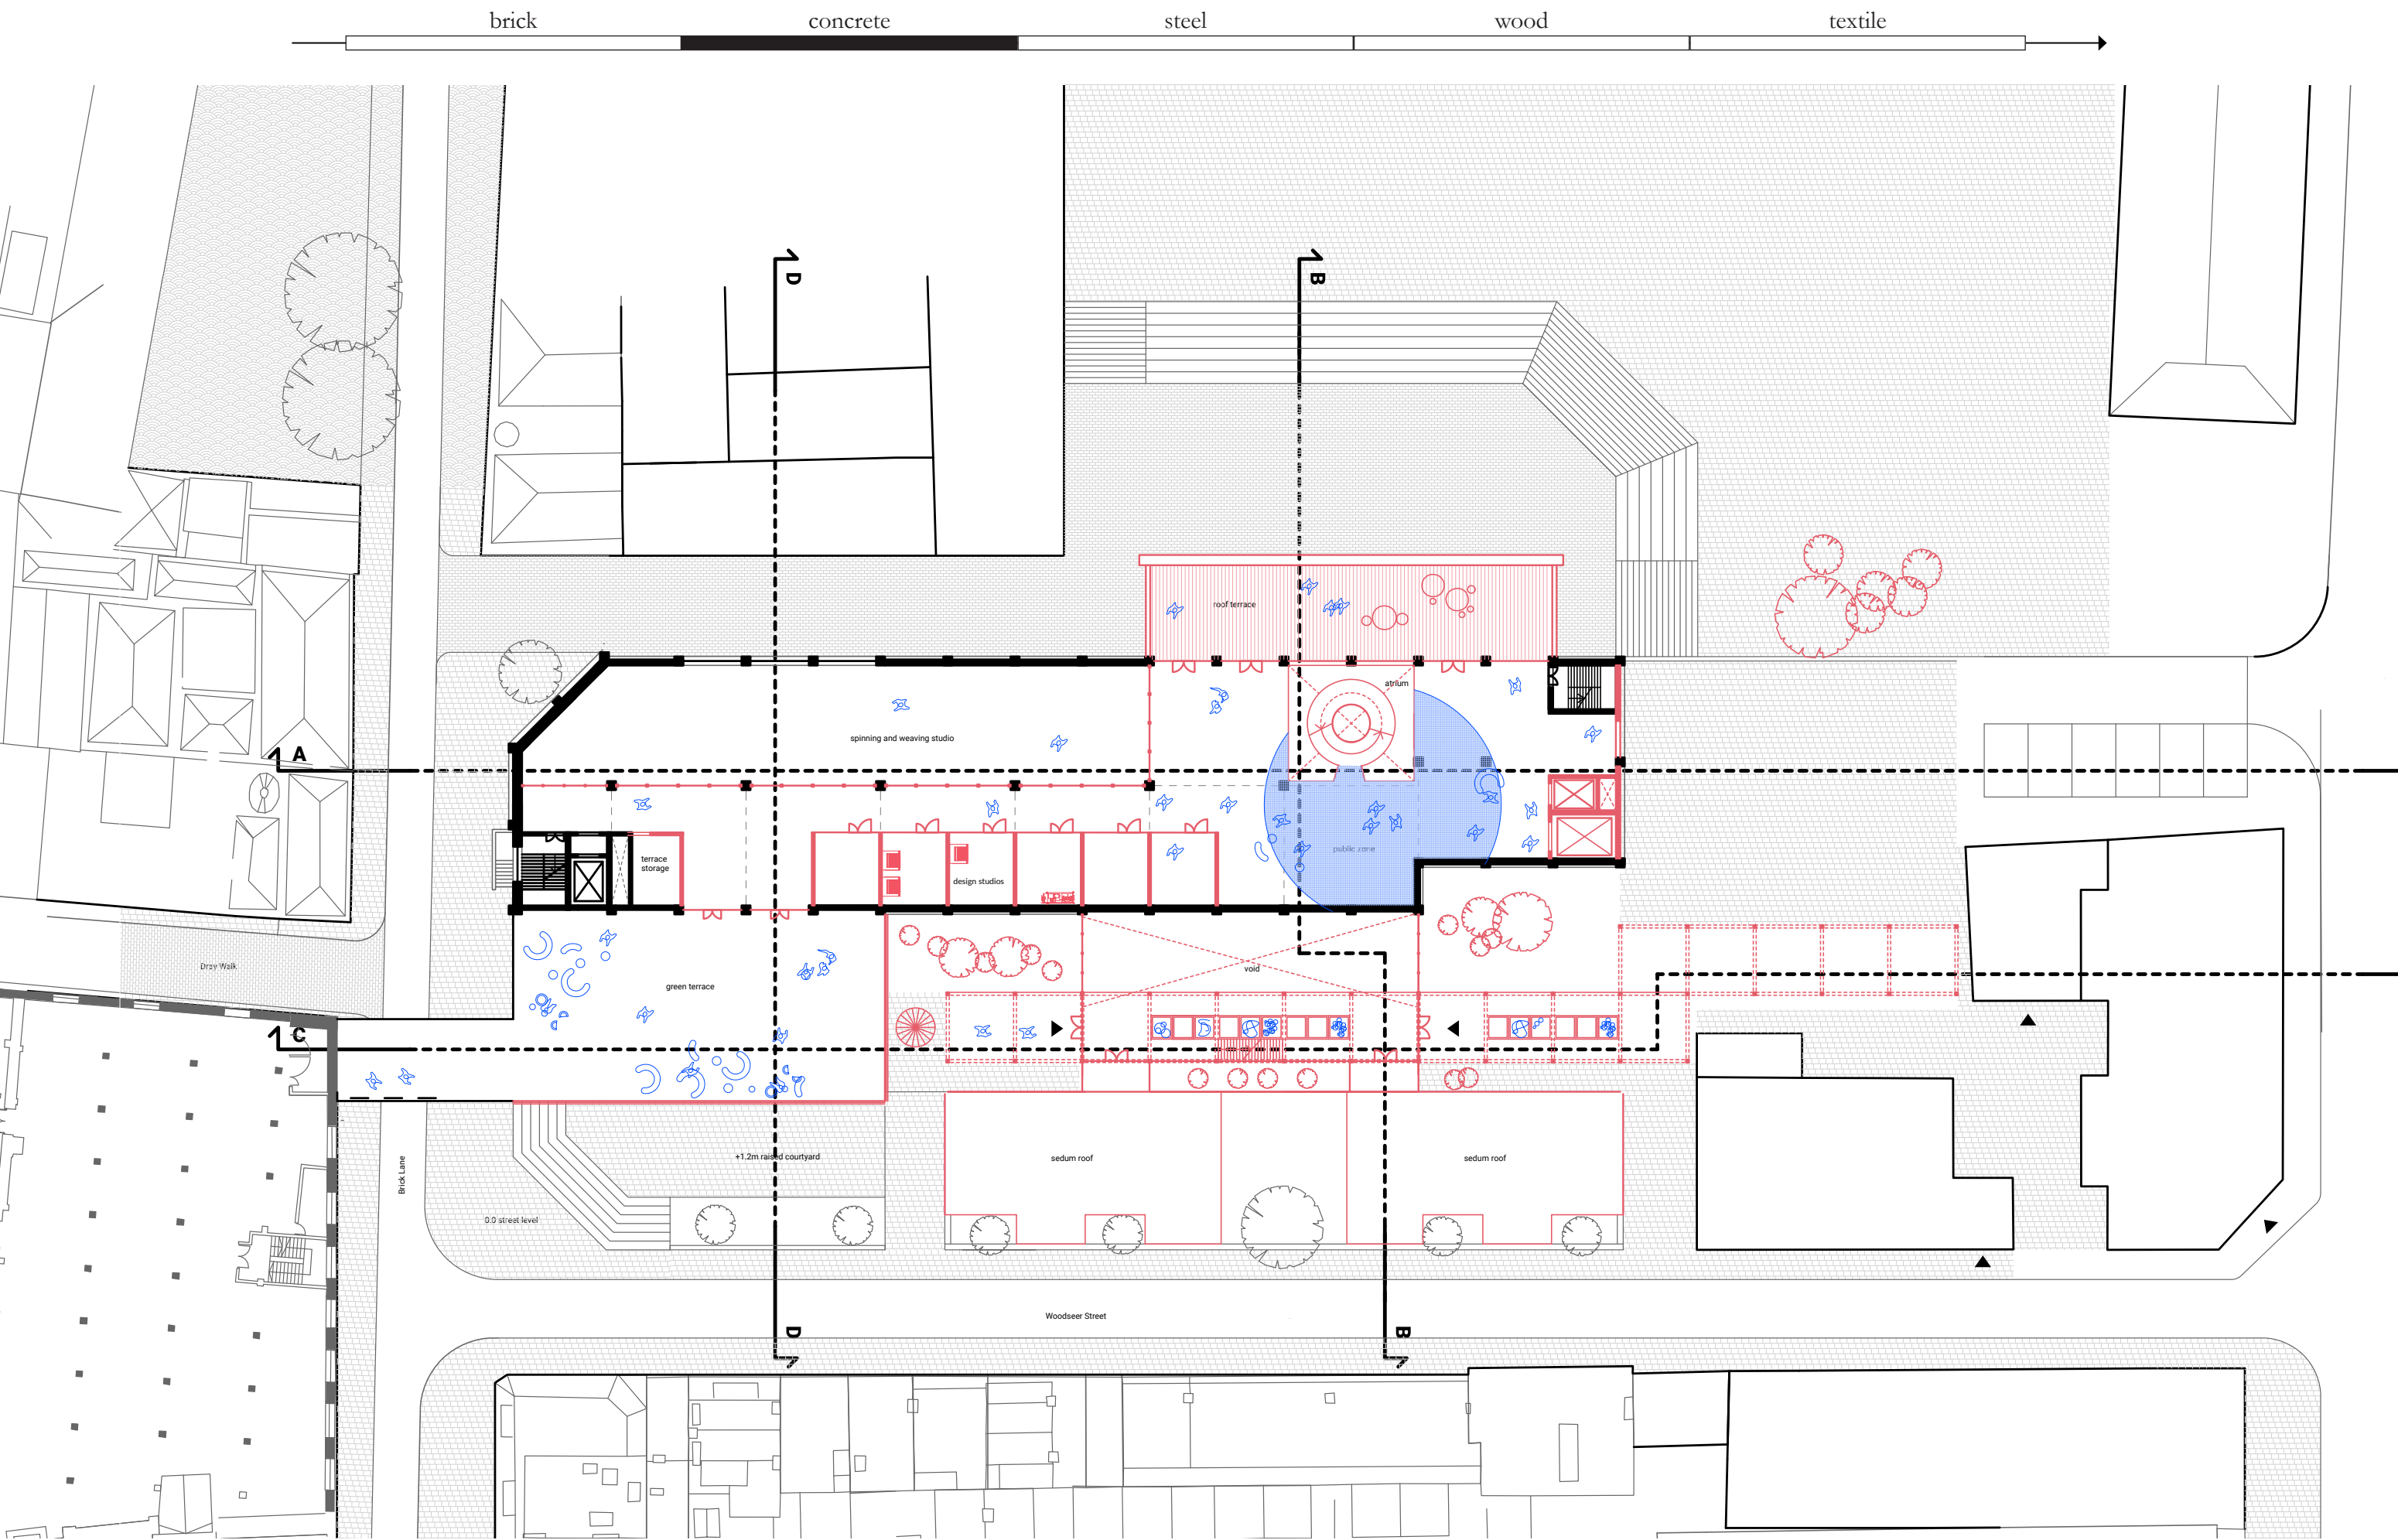 brick
concrete
steel
wood
textile
D
B
roof terrace
atrium
spinning and weaving studio
A
public zone
terrace
storage
design studios
Dray Walk
void
green terrace
C
+1.2m raised courtyard
sedum roof
sedum roof
Brick Lane
0.0 street level
Woodseer Street
D
B